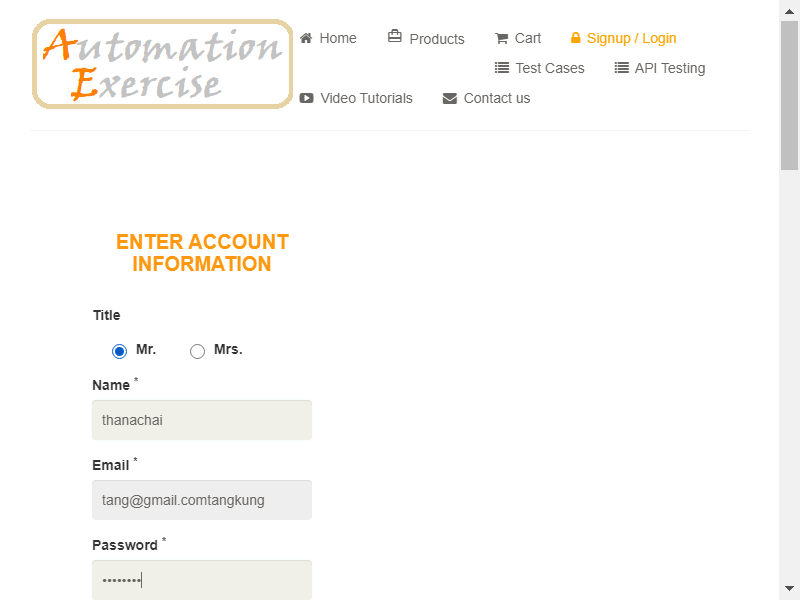 Automation
Exercise
Home Products Cart Signup / Login
Test Cases API Testing
Video Tutorials Contact us
ENTER ACCOUNT
INFORMATION
Title
Mr. Mrs.
Name *
thanachai
Email *
tang@gmail.comtangkung
Password *
••••••••